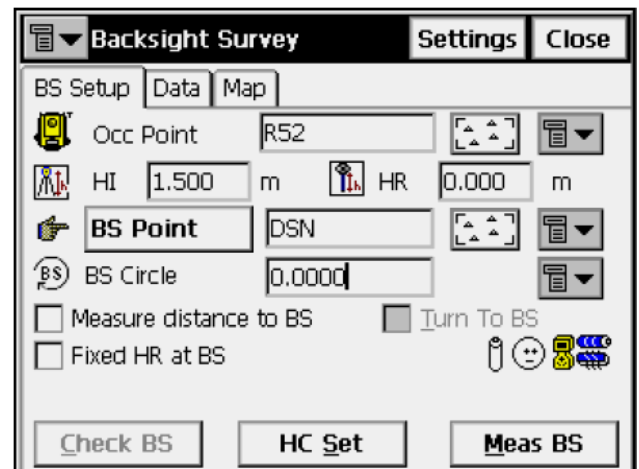 Backsight Survey Settings Close
BS Setup Data Map
Occ Point R52
HI 1.500 m HR 0.000 m
BS Point DSN
BS BS Circle 0.0000
Measure distance to BS Turn To BS
Fixed HR at BS
Check BS HC Set Meas BS